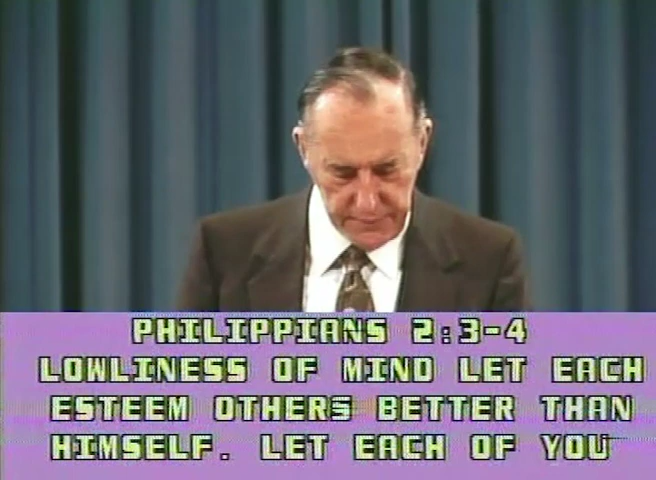 PHILIPPIANS 2:3-4
LOWLINESS OF MIND LET EACH
ESTEEM OTHERS BETTER THAN
HIMSELF. LET EACH OF YOU